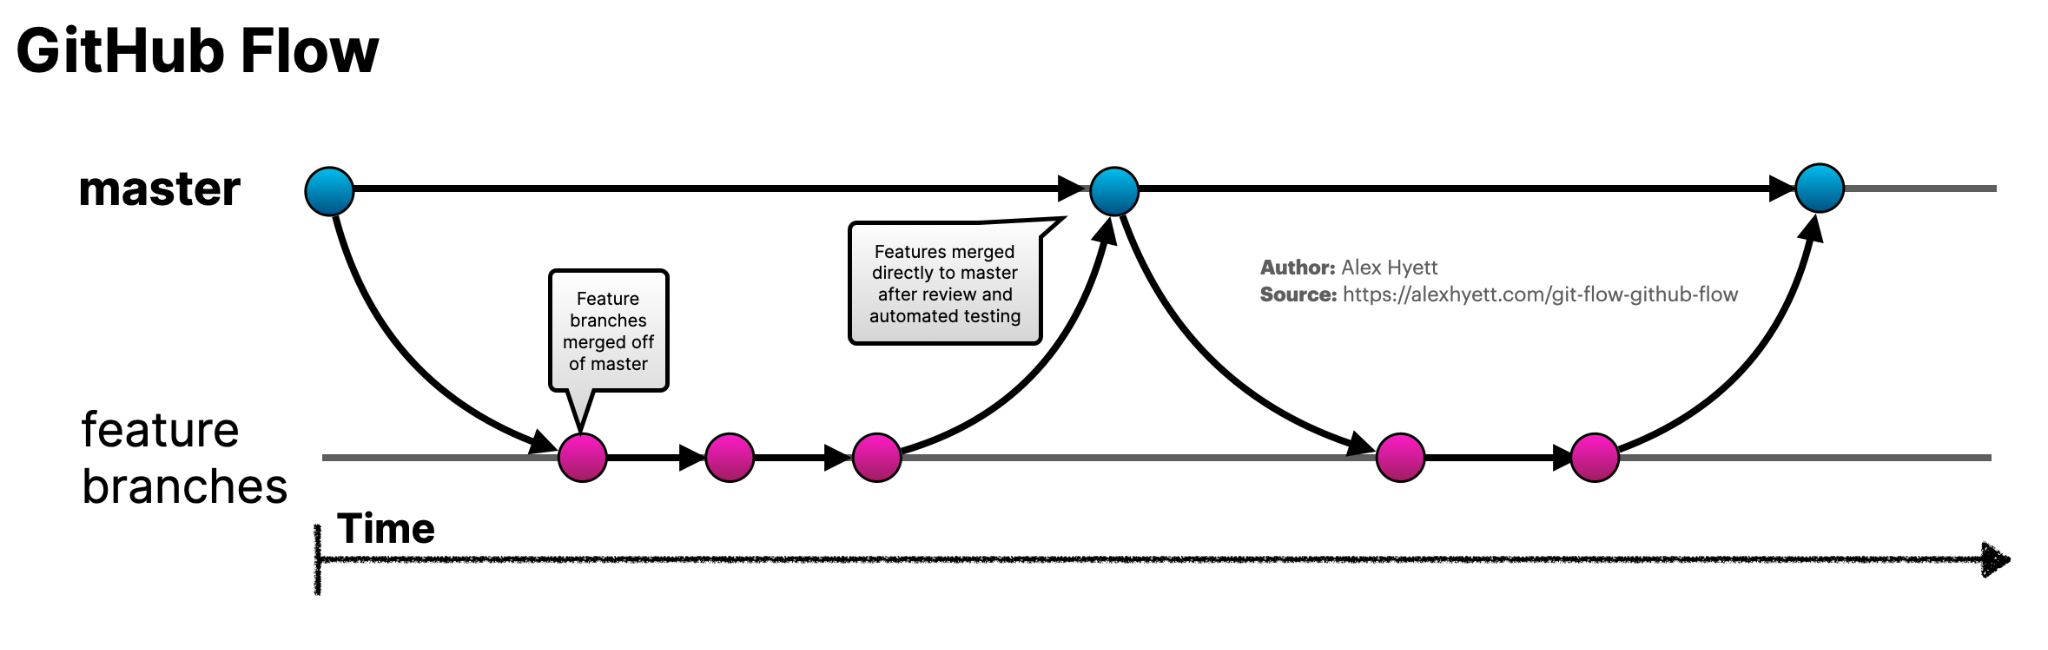 GitHub Flow
master
Feature
branches
merged off
of master
Features merged
directly to master
after review and
automated testing
Author: Alex Hyett
Source: https://alexhyett.com/git-flow-github-flow
feature
branches
Time